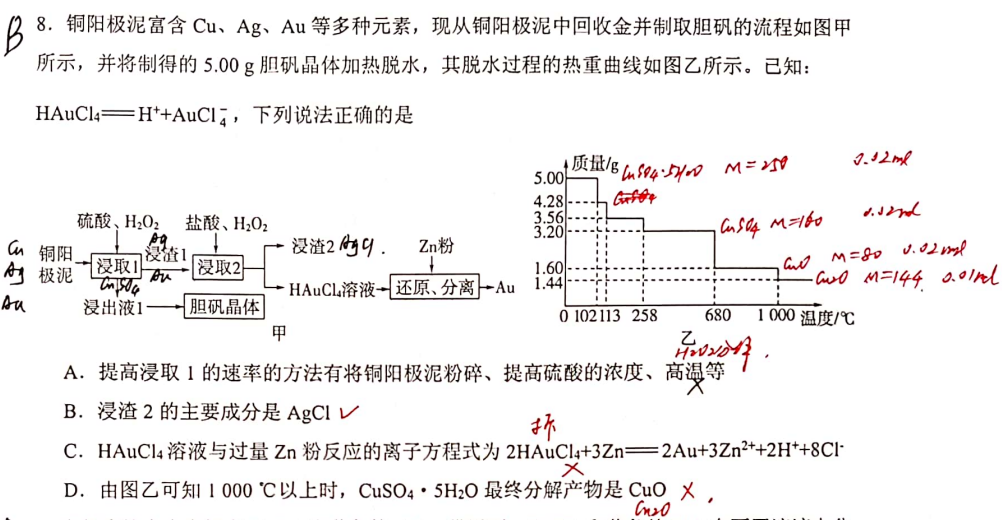 B
8．铜阳极泥富含 Cu、Ag、Au 等多种元素，现从铜阳极泥中回收金并制取胆矾的流程如图甲
所示，并将制得的 5.00 g 胆矾晶体加热脱水，其脱水过程的热重曲线如图乙所示。已知：
HAuCl₄═══H⁺+AuCl₄⁻，下列说法正确的是
硫酸、H₂O₂ 盐酸、H₂O₂
Cu
Ag
Au
铜阳
极泥
浸取1
CuSO₄
Ag
浸渣1
Au
浸取2
浸渣2 AgCl.
HAuCl₄溶液
Zn粉
还原、分离
Au
浸出液1
胆矾晶体
甲
质量/g
CuSO₄·5H₂O M=250 0.02mol
5.00
4.28
3.56
3.20
CuSO₄ M=160 0.02mol
1.60
CuO M=80 0.02mol
1.44
Cu₂O M=144 0.01mol
0 102 113 258 680 1 000 温度/℃
乙
H₂O₂分解.
A．提高浸取 1 的速率的方法有将铜阳极泥粉碎、提高硫酸的浓度、高温等
×
B．浸渣 2 的主要成分是 AgCl ✓
拆
C．HAuCl₄ 溶液与过量 Zn 粉反应的离子方程式为 2HAuCl₄+3Zn═══2Au+3Zn²⁺+2H⁺+8Cl⁻
×
D．由图乙可知 1 000 ℃以上时，CuSO₄・5H₂O 最终分解产物是 CuO ×.
Cu₂O